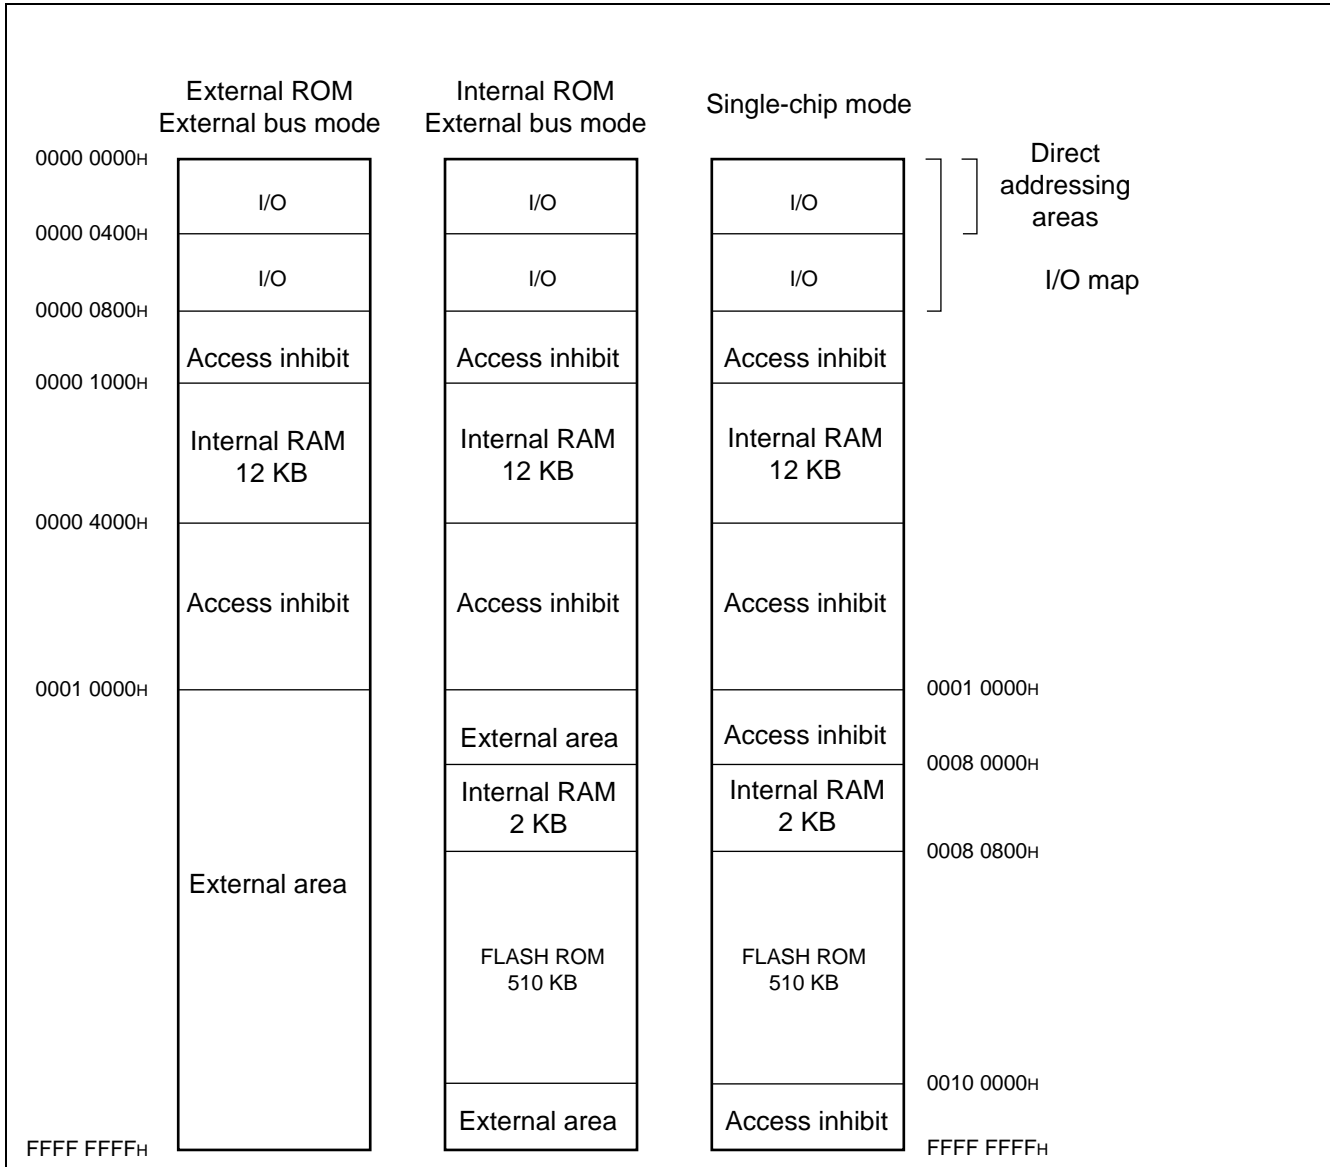 External ROM
External bus mode
Internal ROM
External bus mode
Single-chip mode
0000 0000H
Direct
addressing
areas
I/O
I/O
I/O
0000 0400H
I/O
I/O
I/O
I/O map
0000 0800H
Access inhibit
Access inhibit
Access inhibit
0000 1000H
Internal RAM
12 KB
Internal RAM
12 KB
Internal RAM
12 KB
0000 4000H
Access inhibit
Access inhibit
Access inhibit
0001 0000H
0001 0000H
External area
Access inhibit
0008 0000H
Internal RAM
2 KB
Internal RAM
2 KB
0008 0800H
External area
FLASH ROM
510 KB
FLASH ROM
510 KB
0010 0000H
External area
Access inhibit
FFFF FFFFH
FFFF FFFFH